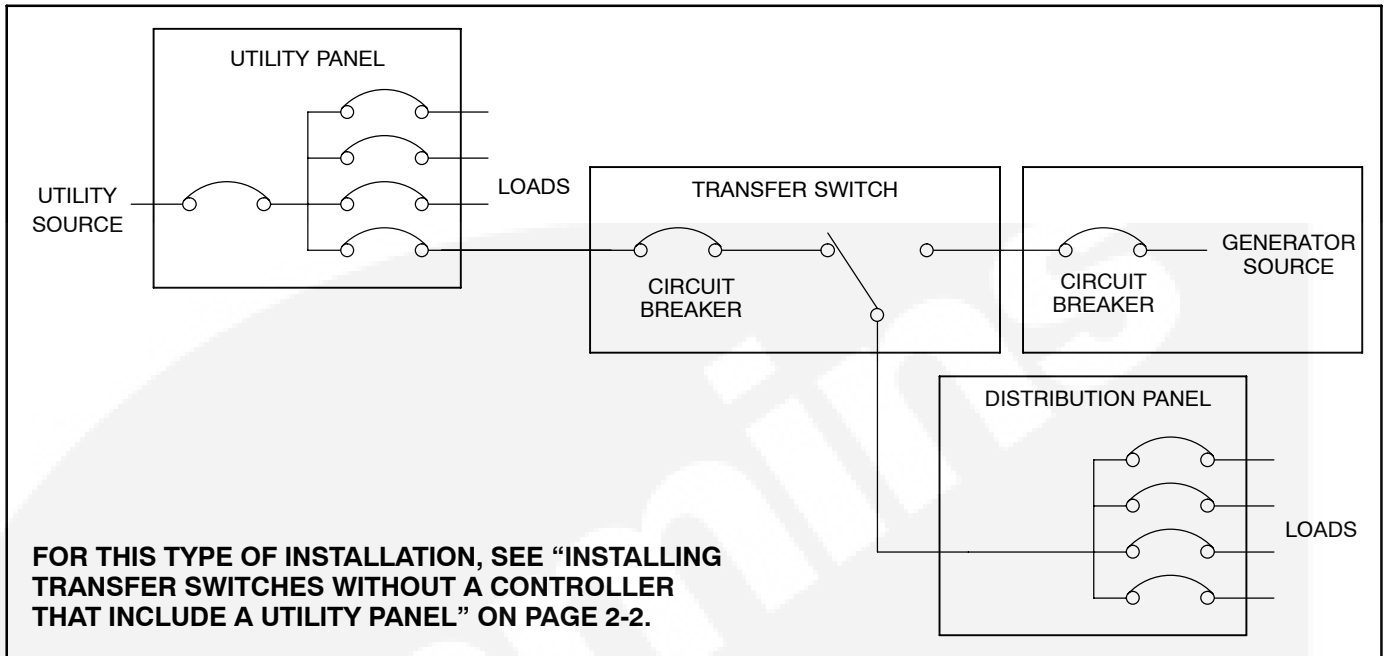 UTILITY PANEL
UTILITY
SOURCE
LOADS
TRANSFER SWITCH
CIRCUIT
BREAKER
CIRCUIT
BREAKER
GENERATOR
SOURCE
DISTRIBUTION PANEL
LOADS
FOR THIS TYPE OF INSTALLATION, SEE “INSTALLING
TRANSFER SWITCHES WITHOUT A CONTROLLER
THAT INCLUDE A UTILITY PANEL” ON PAGE 2-2.